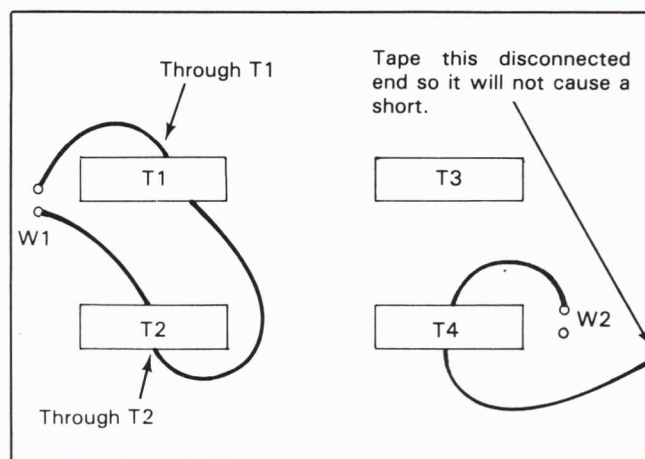 Through T1
Tape this disconnected
end so it will not cause a
short.
T1
T3
W1
T2
T4
W2
Through T2